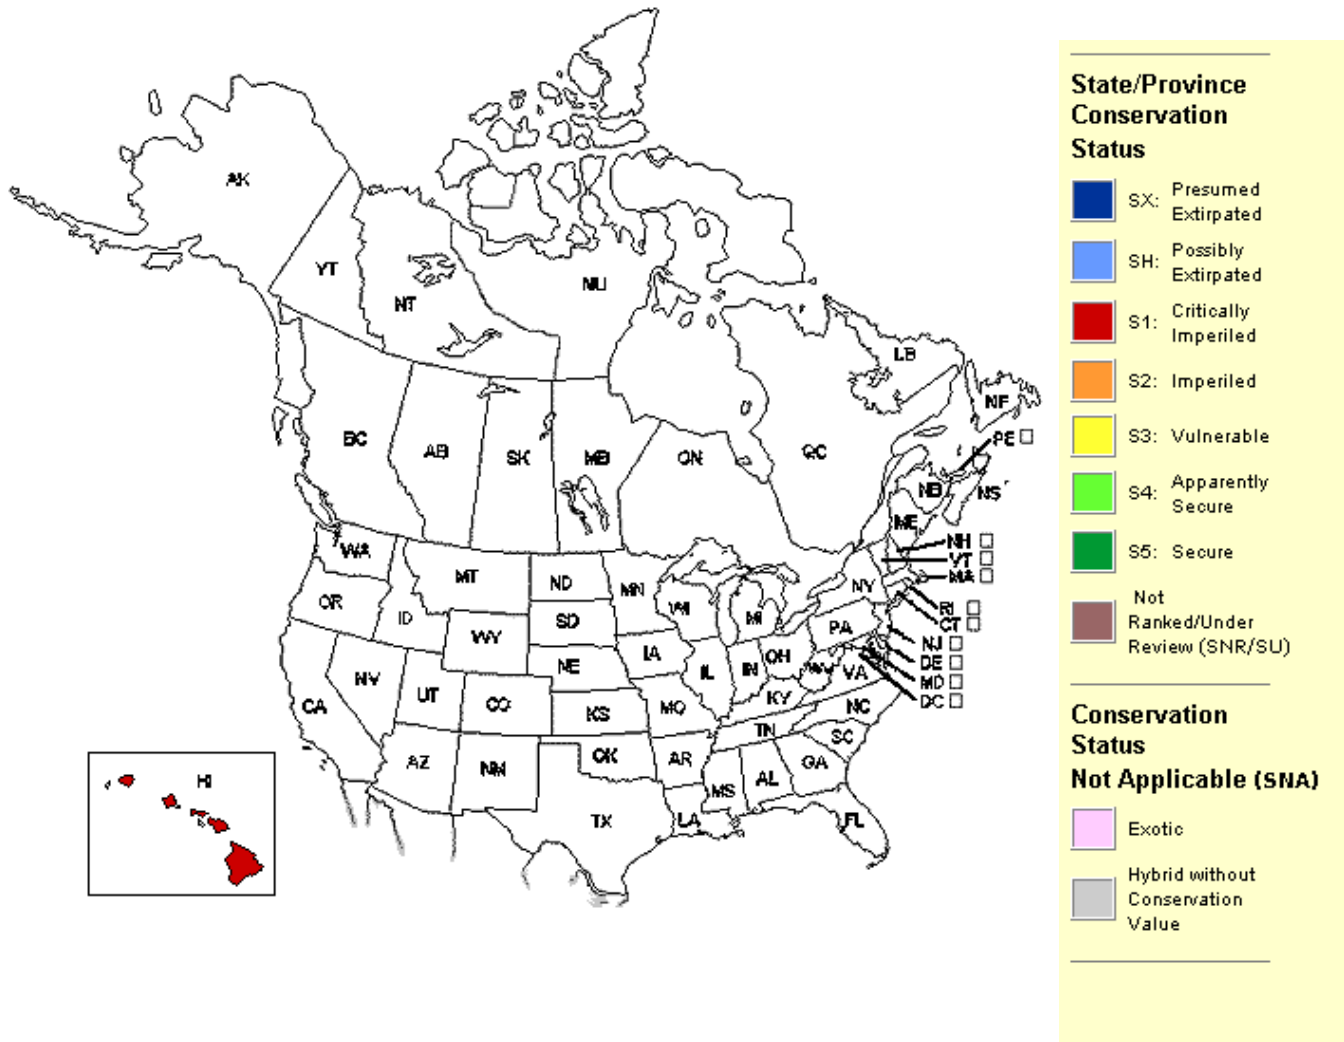 AK
YT
NT
NU
BC
AB
SK
MB
ON
QC
LB
NF
PE
NB
NS
ME
NH
VT
MA
RI
CT
NJ
DE
MD
DC
WA
OR
ID
MT
ND
MN
WI
MI
NY
PA
WY
SD
NE
IA
IL
IN
OH
WV
VA
NV
UT
CO
KS
MO
KY
NC
CA
AZ
NM
OK
AR
TN
SC
MS
AL
GA
TX
LA
FL
HI
State/Province
Conservation
Status
SX: Presumed
Extirpated
SH: Possibly
Extirpated
S1: Critically
Imperiled
S2: Imperiled
S3: Vulnerable
S4: Apparently
Secure
S5: Secure
Not
Ranked/Under
Review (SNR/SU)
Conservation
Status
Not Applicable (SNA)
Exotic
Hybrid without
Conservation
Value